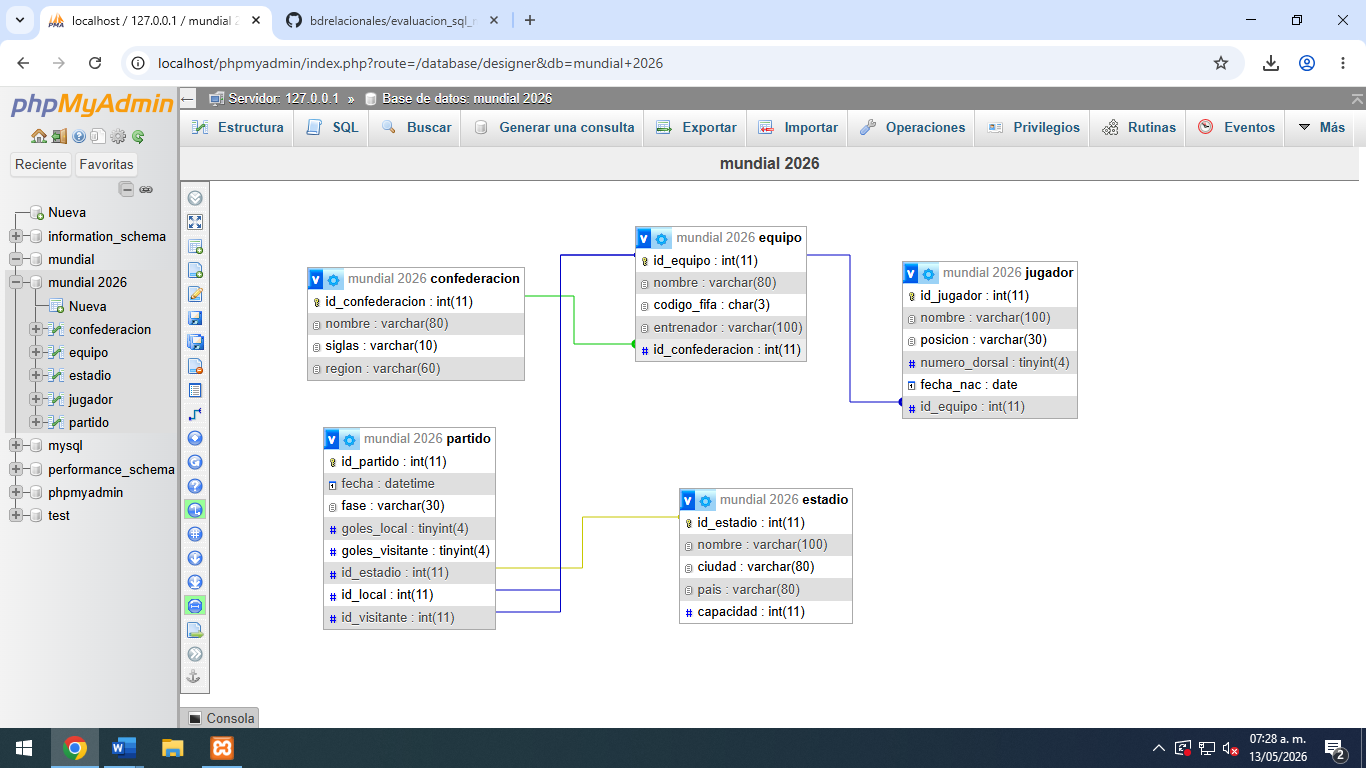 localhost / 127.0.0.1 / mundial 2
bdrelacionales/evaluacion_sql_
localhost/phpmyadmin/index.php?route=/database/designer&db=mundial+2026
phpMyAdmin
Reciente
Favoritas
Nueva
information_schema
mundial
mundial 2026
Nueva
confederacion
equipo
estadio
jugador
partido
mysql
performance_schema
phpmyadmin
test
Servidor: 127.0.0.1 » Base de datos: mundial 2026
Estructura SQL Buscar Generar una consulta Exportar Importar Operaciones Privilegios Rutinas Eventos Más
mundial 2026
mundial 2026 confederacion
id_confederacion : int(11)
nombre : varchar(80)
siglas : varchar(10)
region : varchar(60)
mundial 2026 equipo
id_equipo : int(11)
nombre : varchar(80)
codigo_fifa : char(3)
entrenador : varchar(100)
id_confederacion : int(11)
mundial 2026 jugador
id_jugador : int(11)
nombre : varchar(100)
posicion : varchar(30)
numero_dorsal : tinyint(4)
fecha_nac : date
id_equipo : int(11)
mundial 2026 partido
id_partido : int(11)
fecha : datetime
fase : varchar(30)
goles_local : tinyint(4)
goles_visitante : tinyint(4)
id_estadio : int(11)
id_local : int(11)
id_visitante : int(11)
mundial 2026 estadio
id_estadio : int(11)
nombre : varchar(100)
ciudad : varchar(80)
pais : varchar(80)
capacidad : int(11)
Consola
07:28 a. m.
13/05/2026
2